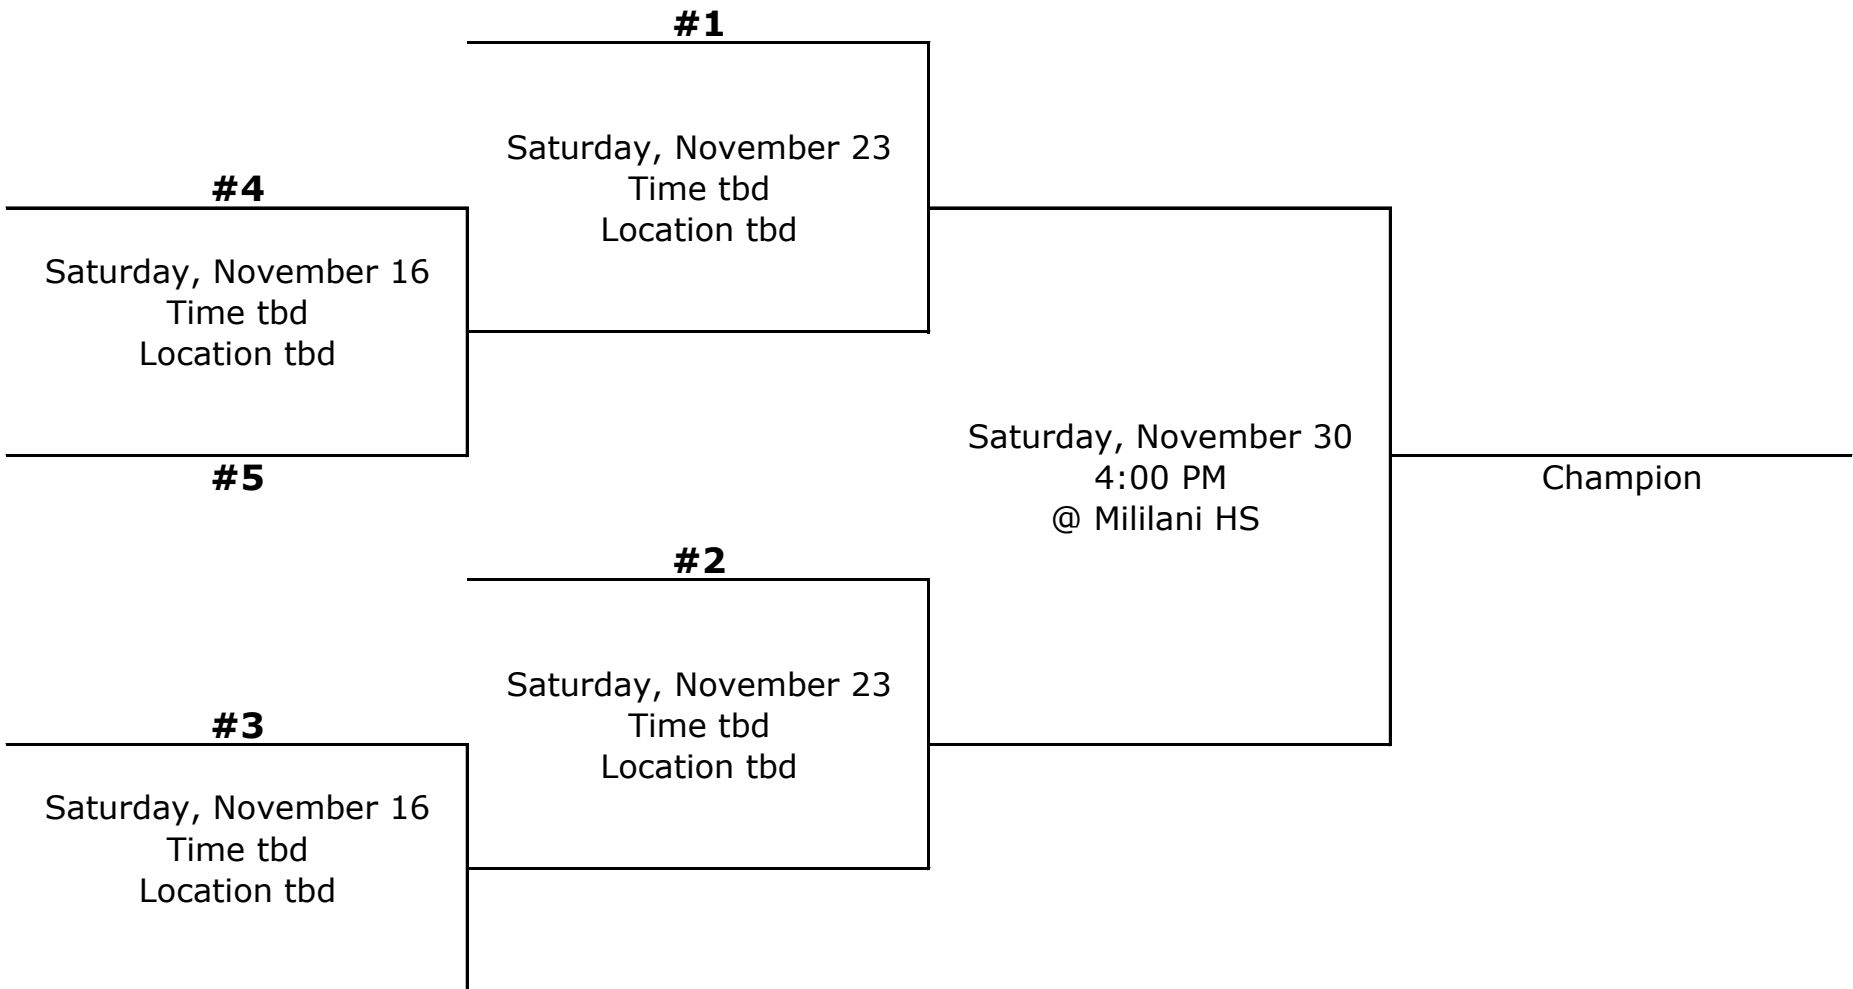 #1
Saturday, November 23
Time tbd
Location tbd
#4
Saturday, November 16
Time tbd
Location tbd
#5
Saturday, November 30
4:00 PM
@ Mililani HS
Champion
#2
Saturday, November 23
Time tbd
Location tbd
#3
Saturday, November 16
Time tbd
Location tbd